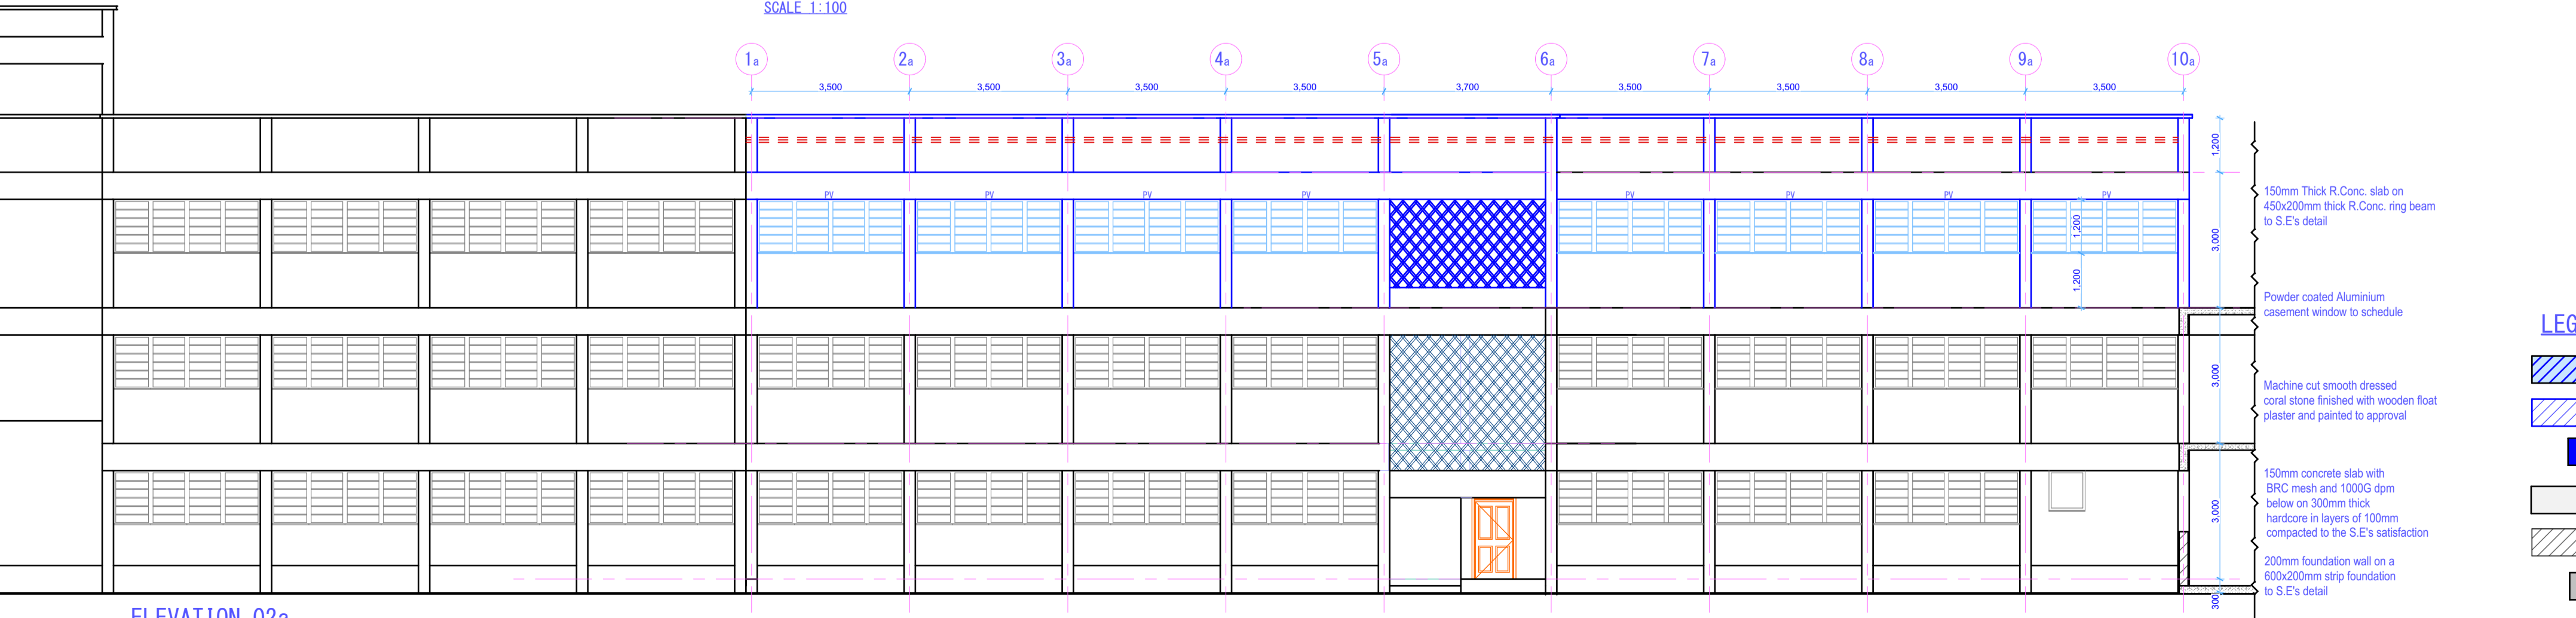 SCALE 1:100
1a 2a 3a 4a 5a 6a 7a 8a 9a 10a
3,500 3,500 3,500 3,500 3,700 3,500 3,500 3,500 3,500
1,200
PV PV PV PV PV PV PV PV
150mm Thick R.Conc. slab on
450x200mm thick R.Conc. ring beam
to S.E's detail
1,200
3,000
1,200
Powder coated Aluminium
casement window to schedule
LEG
3,000
Machine cut smooth dressed
coral stone finished with wooden float
plaster and painted to approval
150mm concrete slab with
BRC mesh and 1000G dpm
below on 300mm thick
hardcore in layers of 100mm
compacted to the S.E's satisfaction
3,000
200mm foundation wall on a
600x200mm strip foundation
to S.E's detail
300
ELEVATION 02a